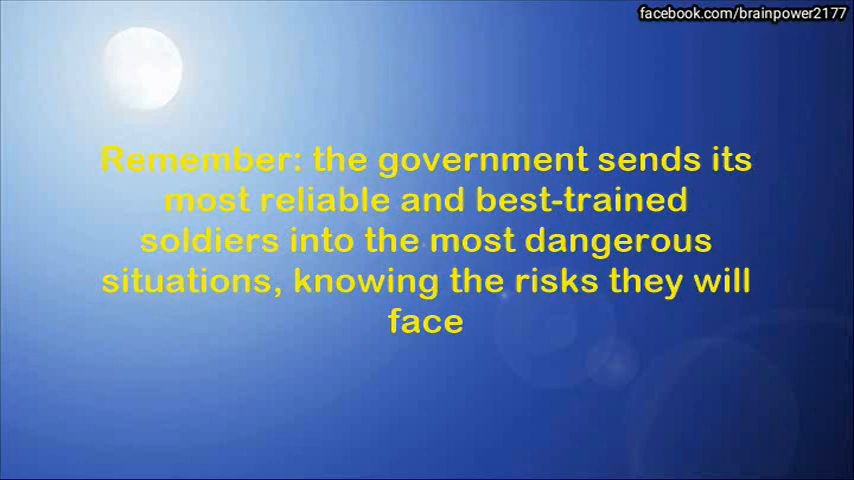 facebook.com/brainpower2177
Remember: the government sends its
most reliable and best-trained
soldiers into the most dangerous
situations, knowing the risks they will
face